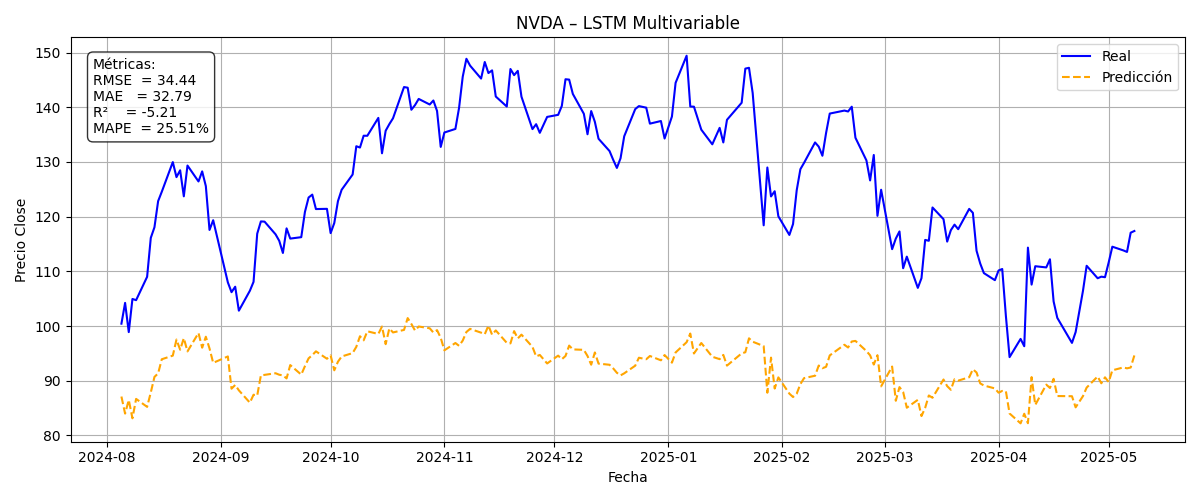 NVDA – LSTM Multivariable
Métricas:
RMSE = 34.44
MAE = 32.79
R² = -5.21
MAPE = 25.51%
Real
Predicción
Precio Close
150
140
130
120
110
100
90
80
2024-08 2024-09 2024-10 2024-11 2024-12 2025-01 2025-02 2025-03 2025-04 2025-05
Fecha